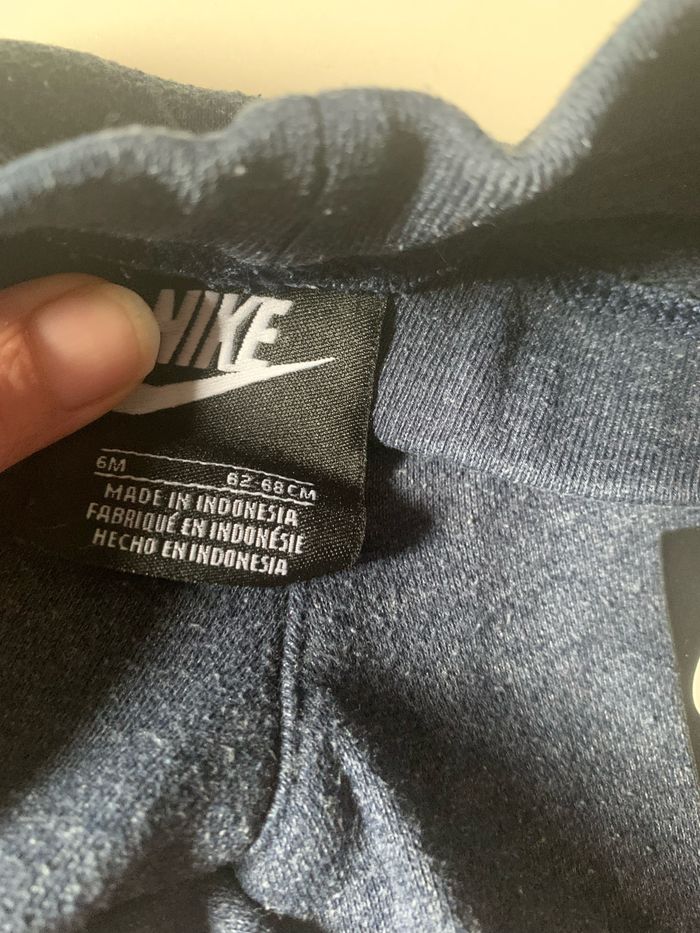 NIKE
6M
62-68CM
MADE IN INDONESIA
FABRIQUÉ EN INDONÉSIE
HECHO EN INDONESIA